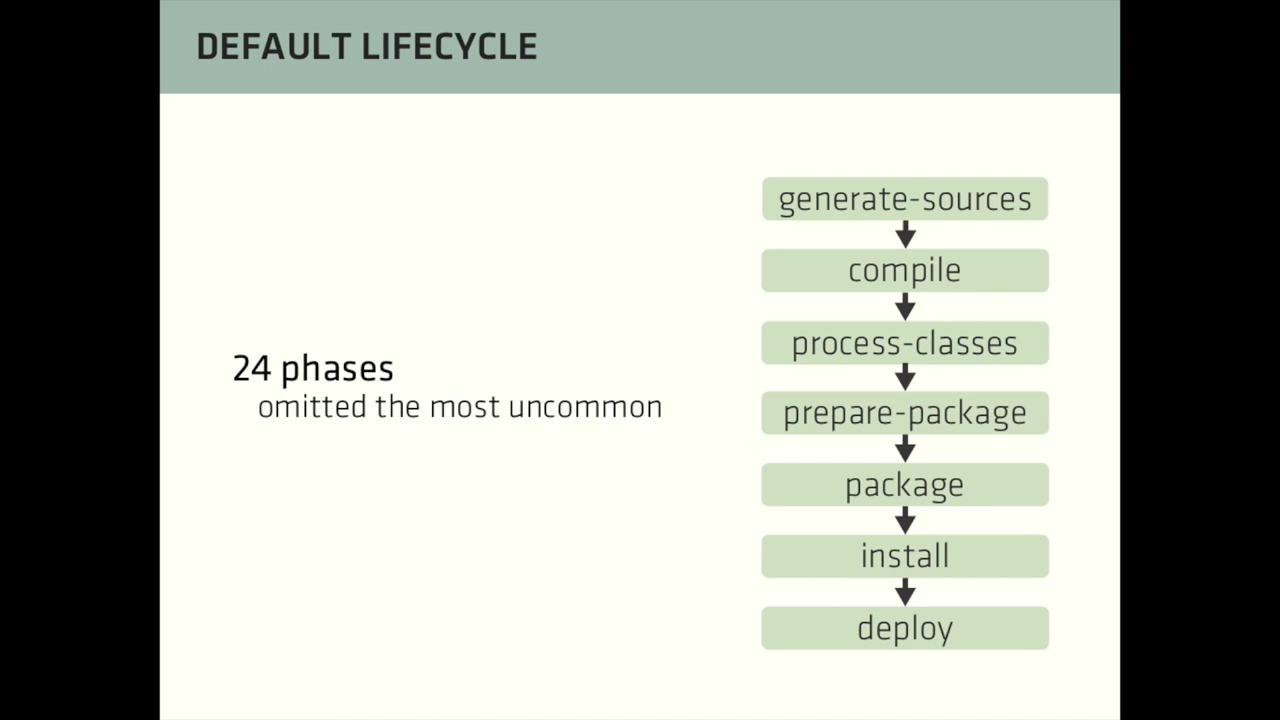 DEFAULT LIFECYCLE
24 phases
omitted the most uncommon
generate-sources
compile
process-classes
prepare-package
package
install
deploy